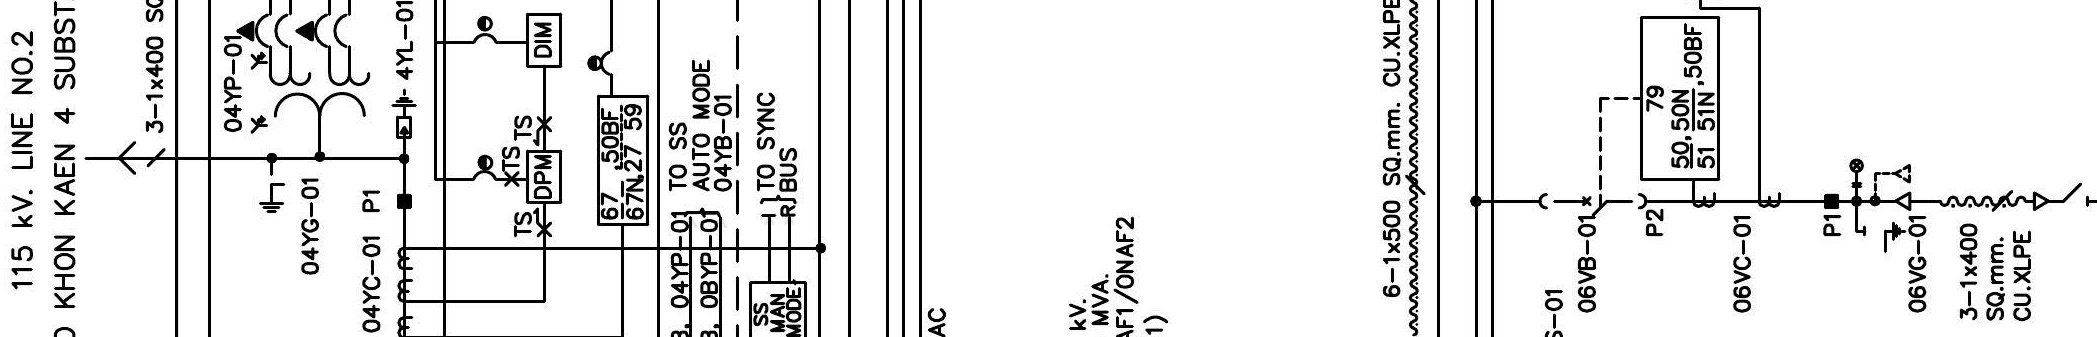 115 kV. LINE NO.2
KHON KAEN 4 SUBST
3-1x400
04YP-01
Y
Y
04YG-01
P1
04YC-01
4YL-01
DIM
TS
TS
DPM
TS
67 ,50BF
67N,27 59
TO SS
AUTO MODE
04YP-01
0BYP-01
04YB-01
TO SYNC
BUS
R
SS
MAN
MODE
AC
kV.
MVA.
AF1/ONAF2
1)
6-1x500 SQ.mm. CU.XLPE
S-01
06VB-01
P2
79
50,50N
51 51N ,50BF
06VC-01
P1
06VG-01
3-1x400
SQ.mm.
CU.XLPE